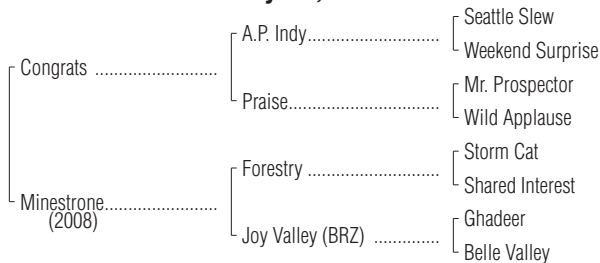 Seattle Slew
A.P. Indy
Weekend Surprise
Congrats
Mr. Prospector
Praise
Wild Applause
Storm Cat
Forestry
Shared Interest
Minestrone
(2008)
Ghadeer
Joy Valley (BRZ)
Belle Valley